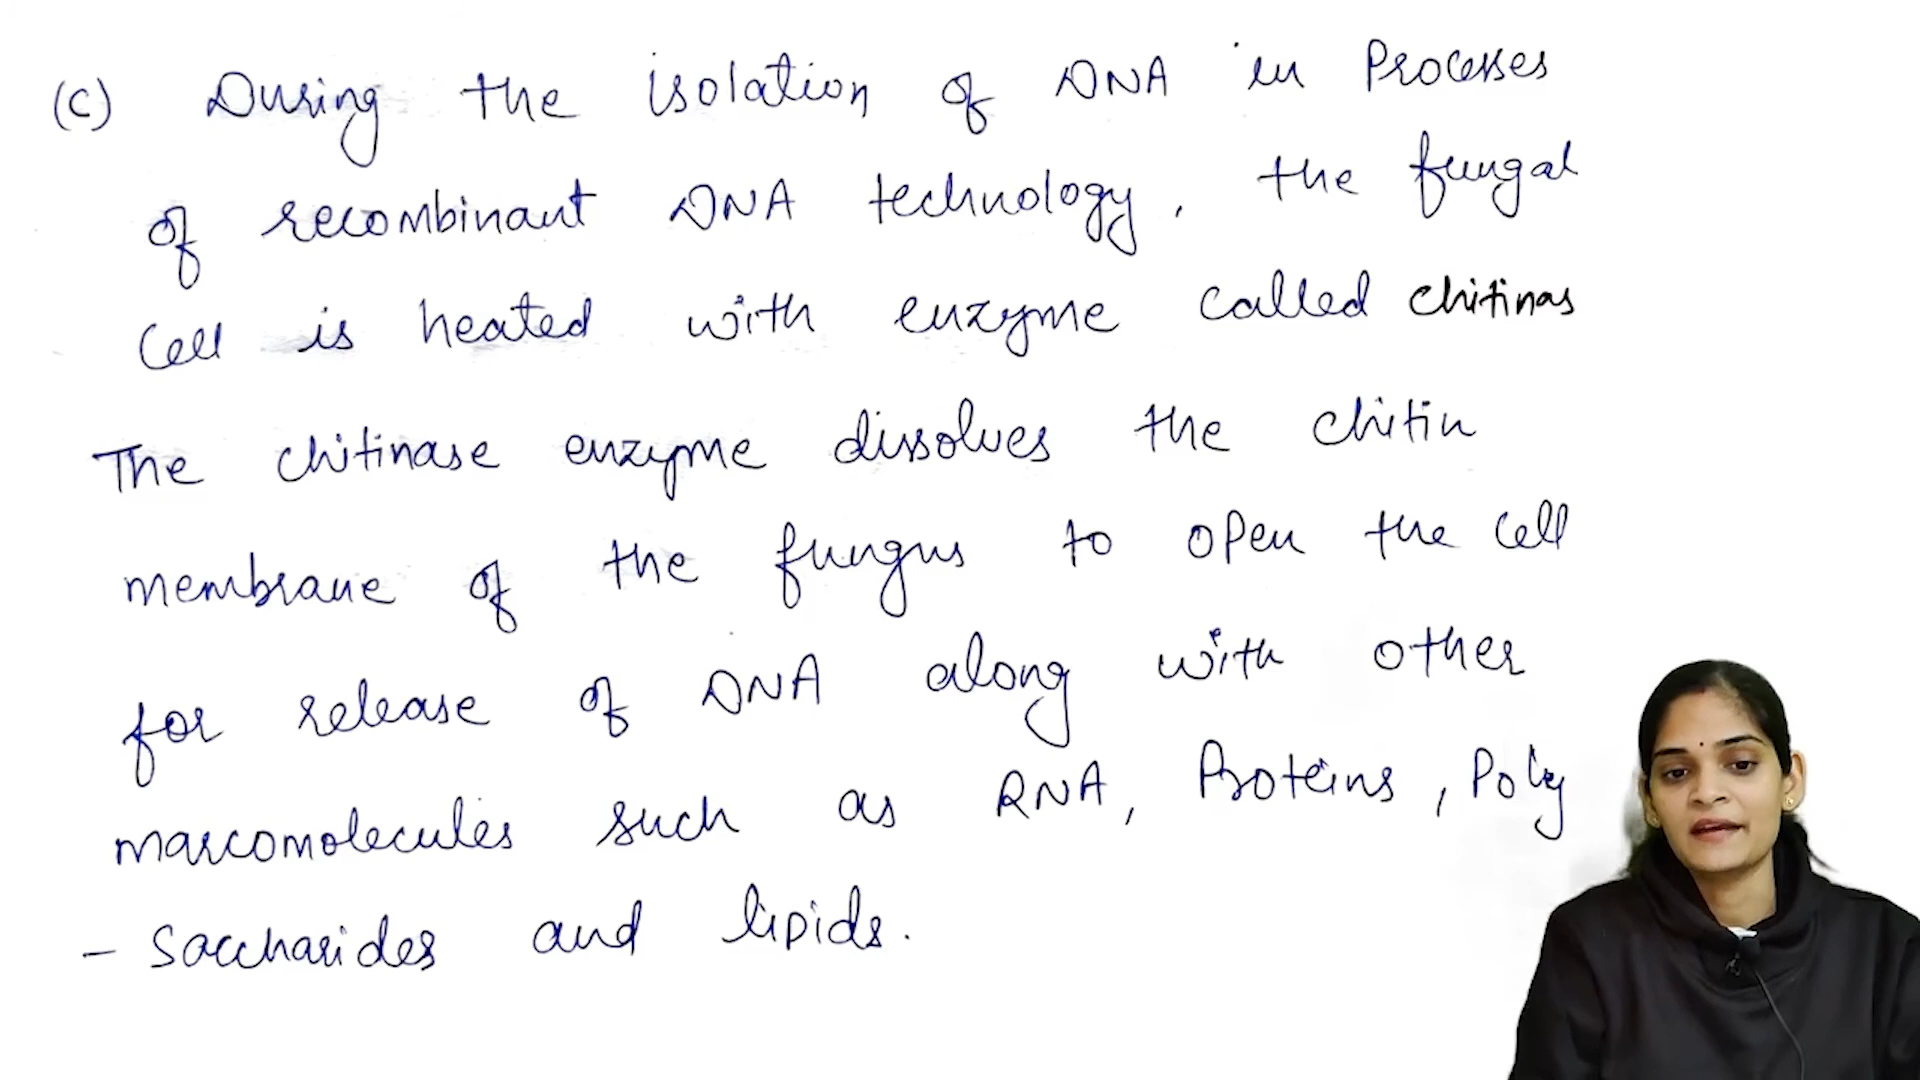 (C) During the isolation of DNA in Processes
of recombinant DNA technology, the fungal
Cell is heated with enzyme called chitinas
The chitinase enzyme dissolves the chitin
membrane of the fungus to open the cell
for release of DNA along with other
marcomolecules such as RNA, Proteins, Poly
- Saccharides and lipids.